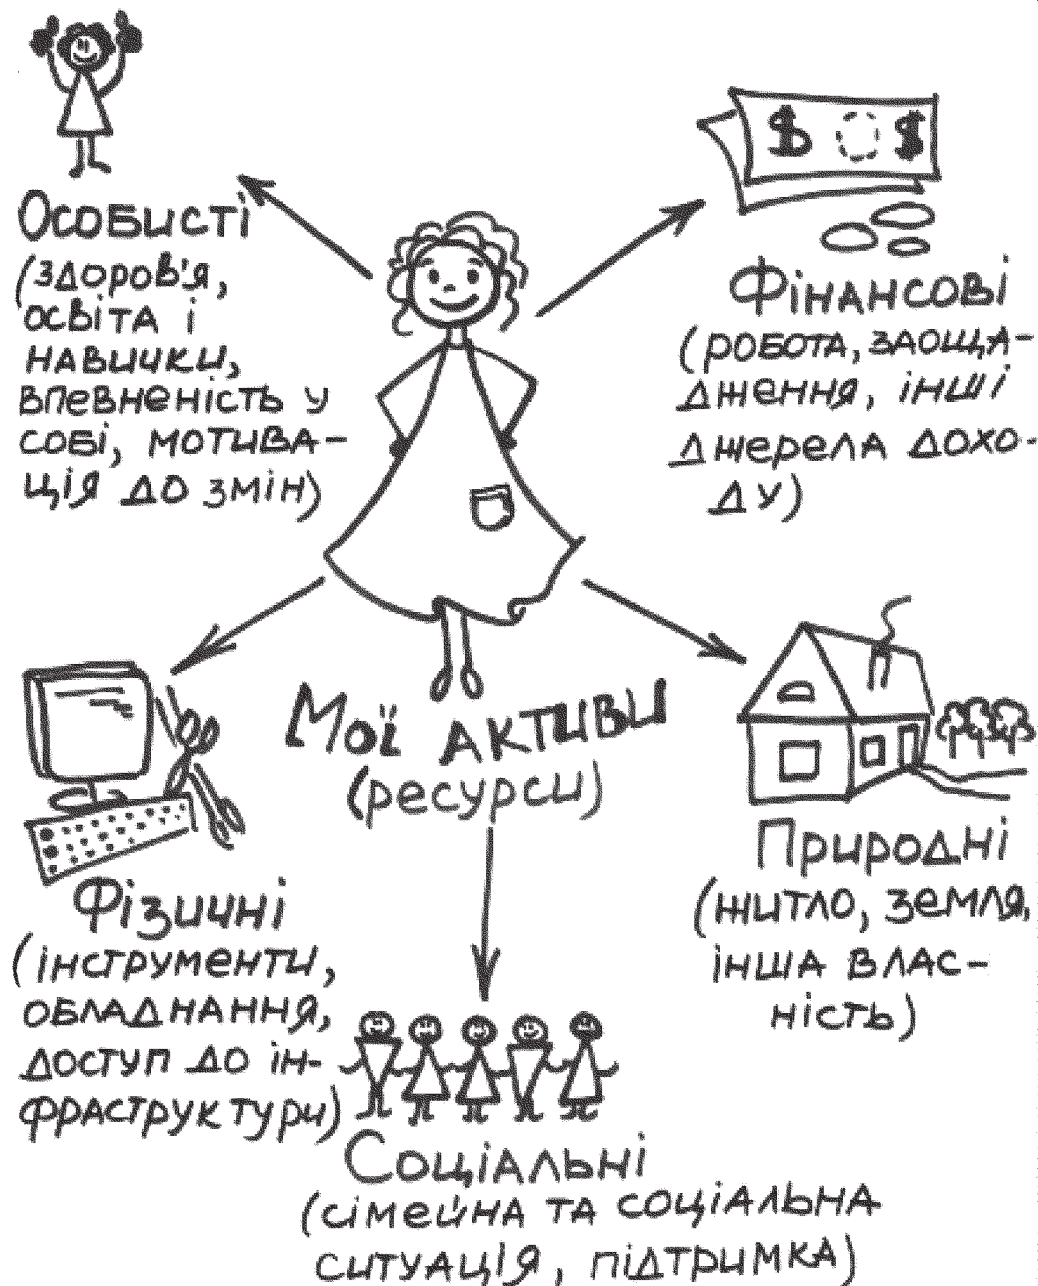 Особисті
(здоров'я,
освіта і
навички,
впевненість у
собі, мотива-
ція до змін)
$ $
Фінансові
(робота, заоща-
дження, інші
джерела дохо-
ду)
Мої активи
(ресурси)
Фізичні
(інструменти,
обладнання,
доступ до ін-
фраструктури)
Природні
(житло, земля,
інша влас-
ність)
Соціальні
(сімейна та соціальна
ситуація, підтримка)